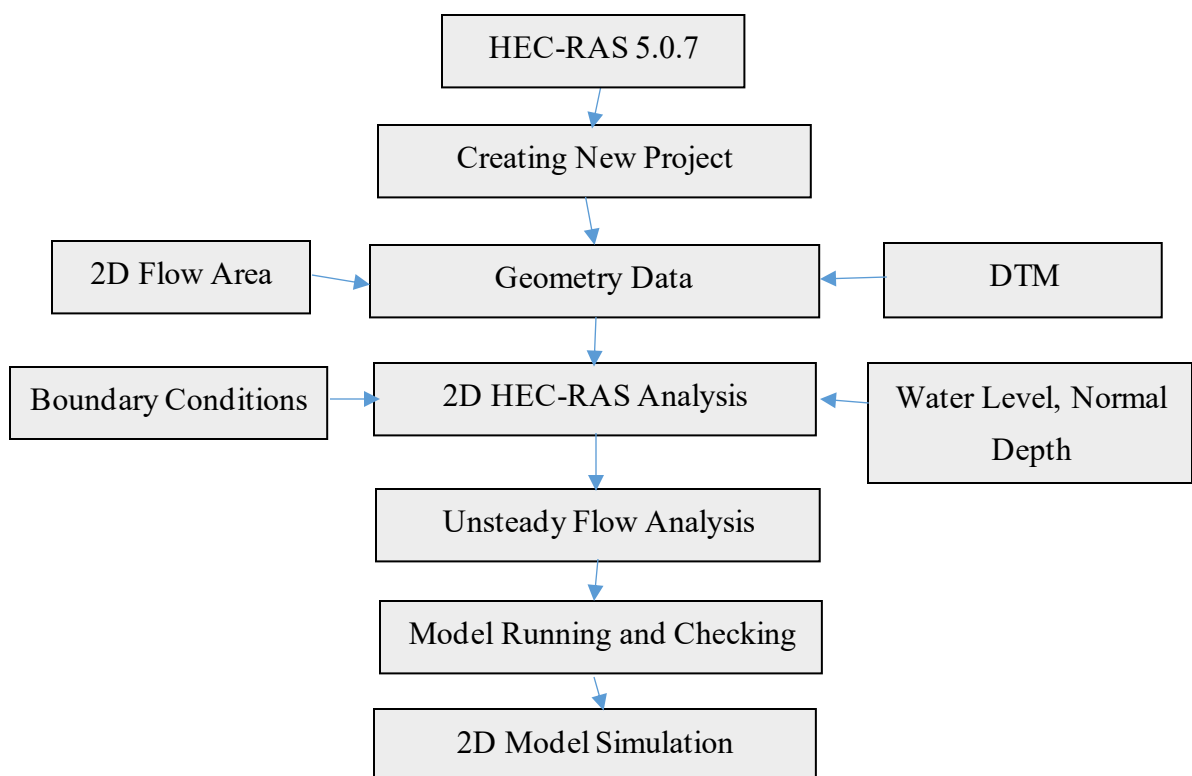 HEC-RAS 5.0.7
Creating New Project
2D Flow Area
Geometry Data
DTM
Boundary Conditions
2D HEC-RAS Analysis
Water Level, Normal
Depth
Unsteady Flow Analysis
Model Running and Checking
2D Model Simulation